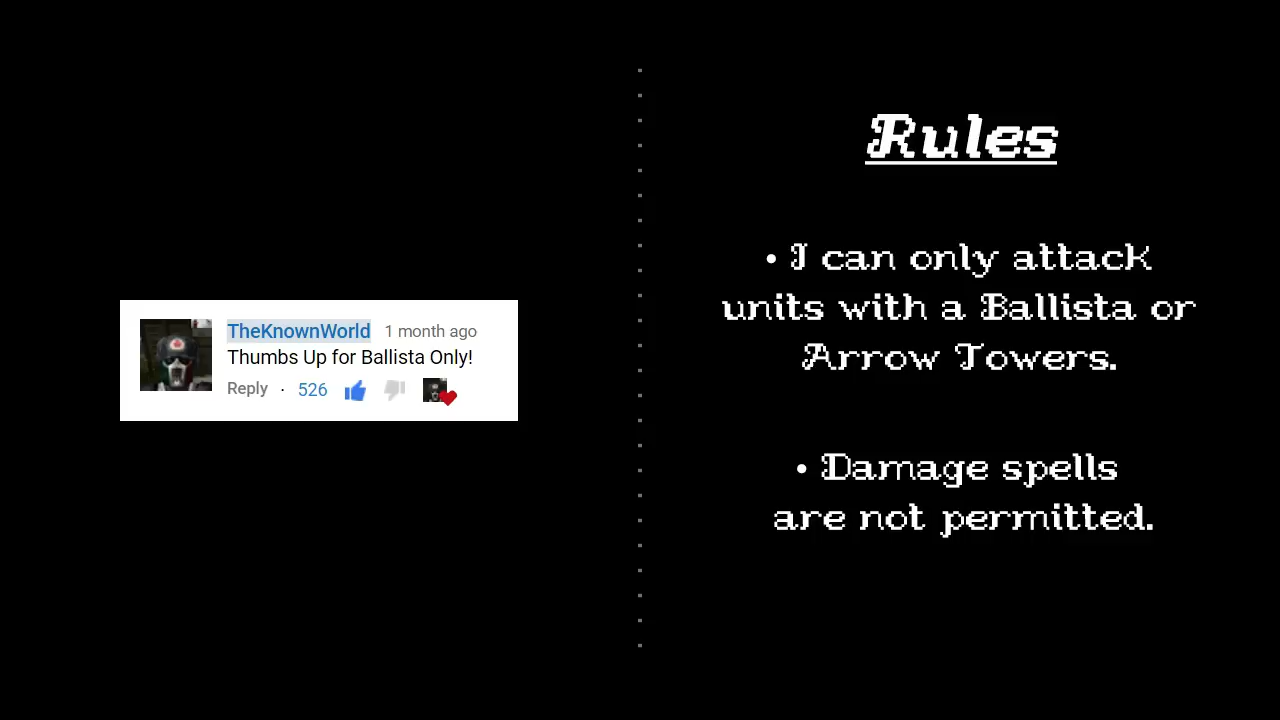 TheKnownWorld 1 month ago
Thumbs Up for Ballista Only!
Reply · 526
Rules
• I can only attack
units with a Ballista or
Arrow Towers.
• Damage spells
are not permitted.